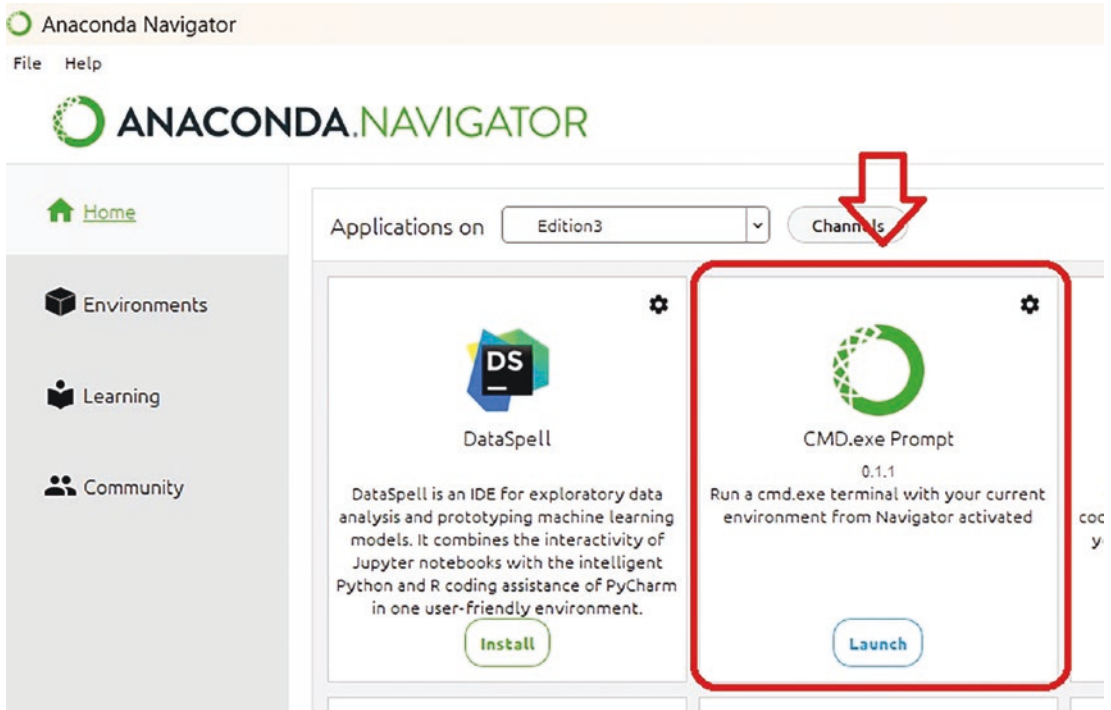 Anaconda Navigator
File Help
ANACONDA.NAVIGATOR
Home
Environments
Learning
Community
Applications on Edition3 Channels
DS
DataSpell
DataSpell is an IDE for exploratory data
analysis and prototyping machine learning
models. It combines the interactivity of
Jupyter notebooks with the intelligent
Python and R coding assistance of PyCharm
in one user-friendly environment.
Install
CMD.exe Prompt
0.1.1
Run a cmd.exe terminal with your current
environment from Navigator activated
Launch